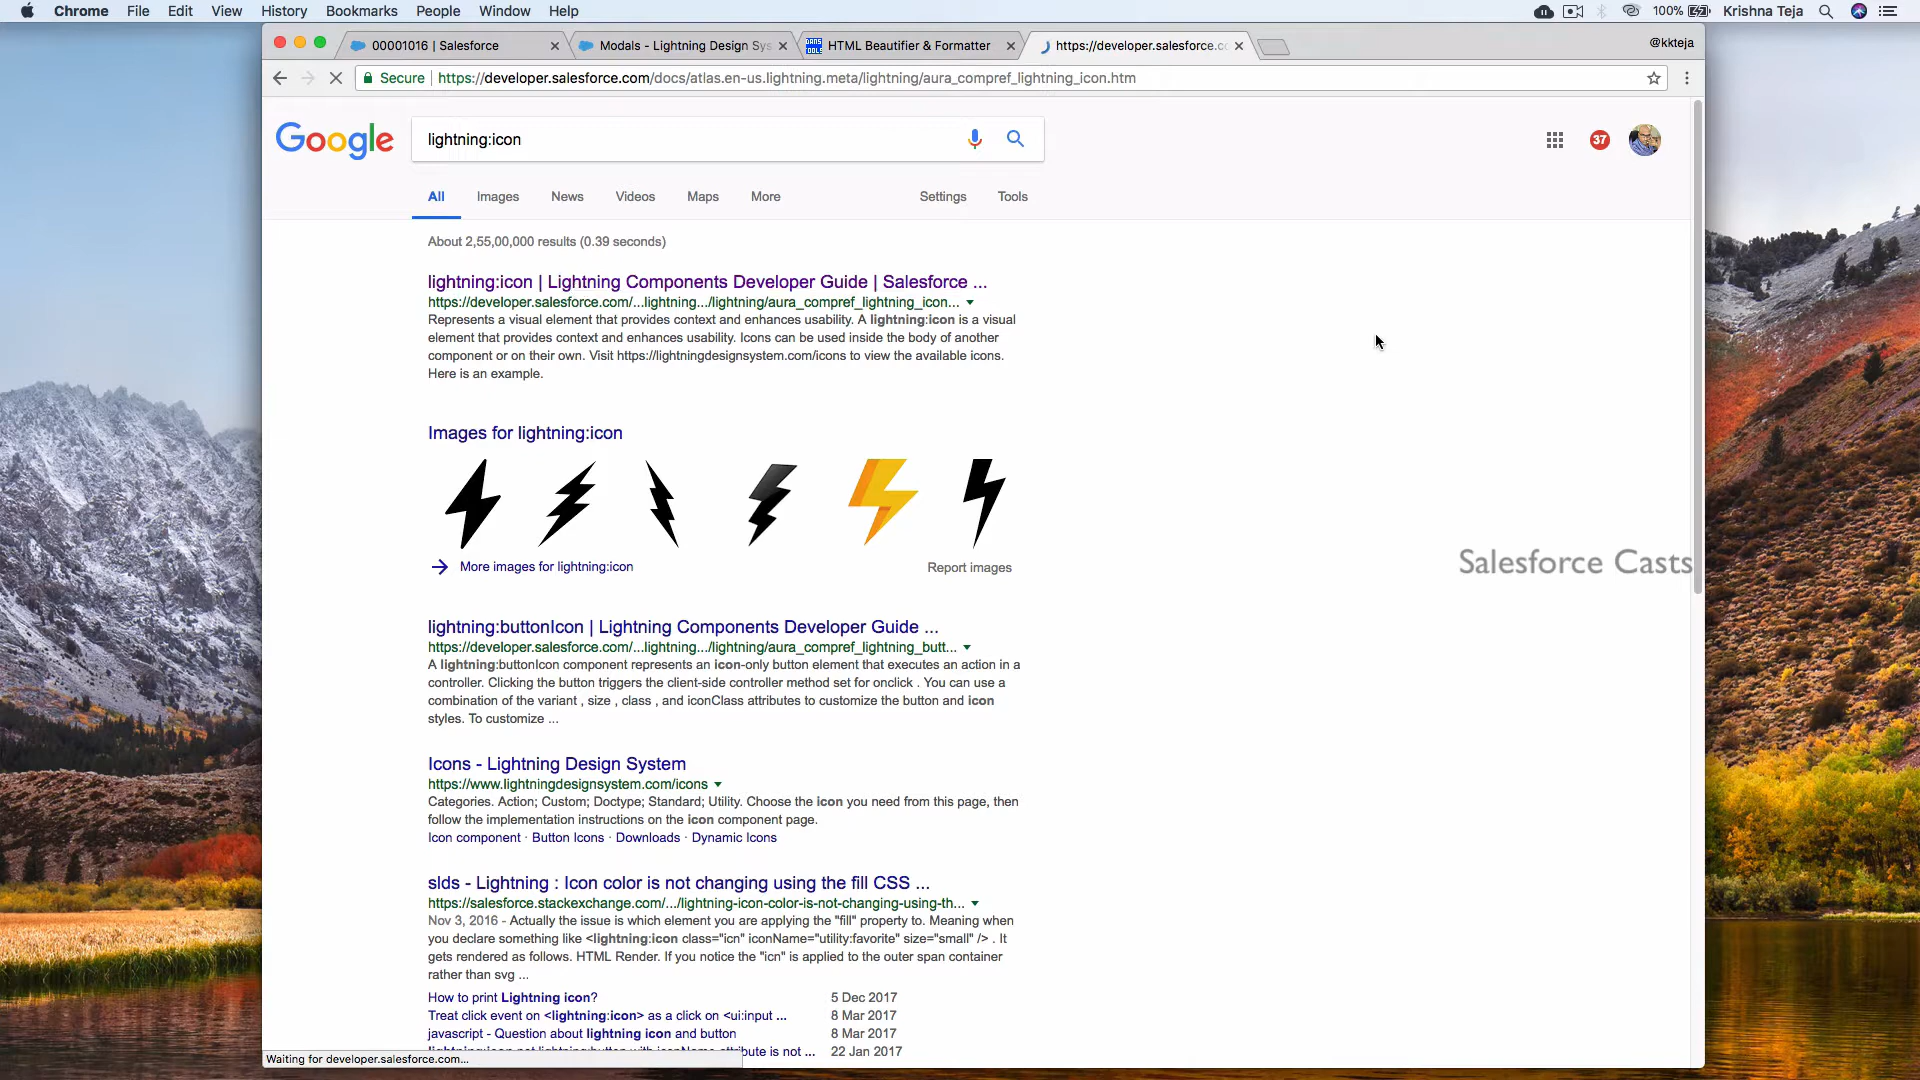 Chrome File Edit View History Bookmarks People Window Help 100% Krishna Teja
00001016 | Salesforce Modals - Lightning Design Sys HTML Beautifier & Formatter https://developer.salesforce.co @kkteja
Secure https://developer.salesforce.com/docs/atlas.en-us.lightning.meta/lightning/aura_compref_lightning_icon.htm
Google lightning:icon 37
All Images News Videos Maps More Settings Tools
About 2,55,00,000 results (0.39 seconds)
lightning:icon | Lightning Components Developer Guide | Salesforce ...
https://developer.salesforce.com/...lightning.../lightning/aura_compref_lightning_icon...
Represents a visual element that provides context and enhances usability. A lightning:icon is a visual
element that provides context and enhances usability. Icons can be used inside the body of another
component or on their own. Visit https://lightningdesignsystem.com/icons to view the available icons.
Here is an example.
Images for lightning:icon
More images for lightning:icon Report images
Salesforce Casts
lightning:buttonIcon | Lightning Components Developer Guide ...
https://developer.salesforce.com/...lightning.../lightning/aura_compref_lightning_butt...
A lightning:buttonIcon component represents an icon-only button element that executes an action in a
controller. Clicking the button triggers the client-side controller method set for onclick . You can use a
combination of the variant , size , class , and iconClass attributes to customize the button and icon
styles. To customize ...
Icons - Lightning Design System
https://www.lightningdesignsystem.com/icons
Categories. Action; Custom; Doctype; Standard; Utility. Choose the icon you need from this page, then
follow the implementation instructions on the icon component page.
Icon component · Button Icons · Downloads · Dynamic Icons
slds - Lightning : Icon color is not changing using the fill CSS ...
https://salesforce.stackexchange.com/.../lightning-icon-color-is-not-changing-using-th...
Nov 3, 2016 - Actually the issue is which element you are applying the "fill" property to. Meaning when
you declare something like <lightning:icon class="icn" iconName="utility:favorite" size="small" /> . It
gets rendered as follows. HTML Render. If you notice the "icn" is applied to the outer span container
rather than svg ...
How to print Lightning icon? 5 Dec 2017
Treat click event on <lightning:icon> as a click on <ui:input ... 8 Mar 2017
javascript - Question about lightning icon and button 8 Mar 2017
lightning:icon not lightning:button with iconName attribute is not ... 22 Jan 2017
Waiting for developer.salesforce.com...